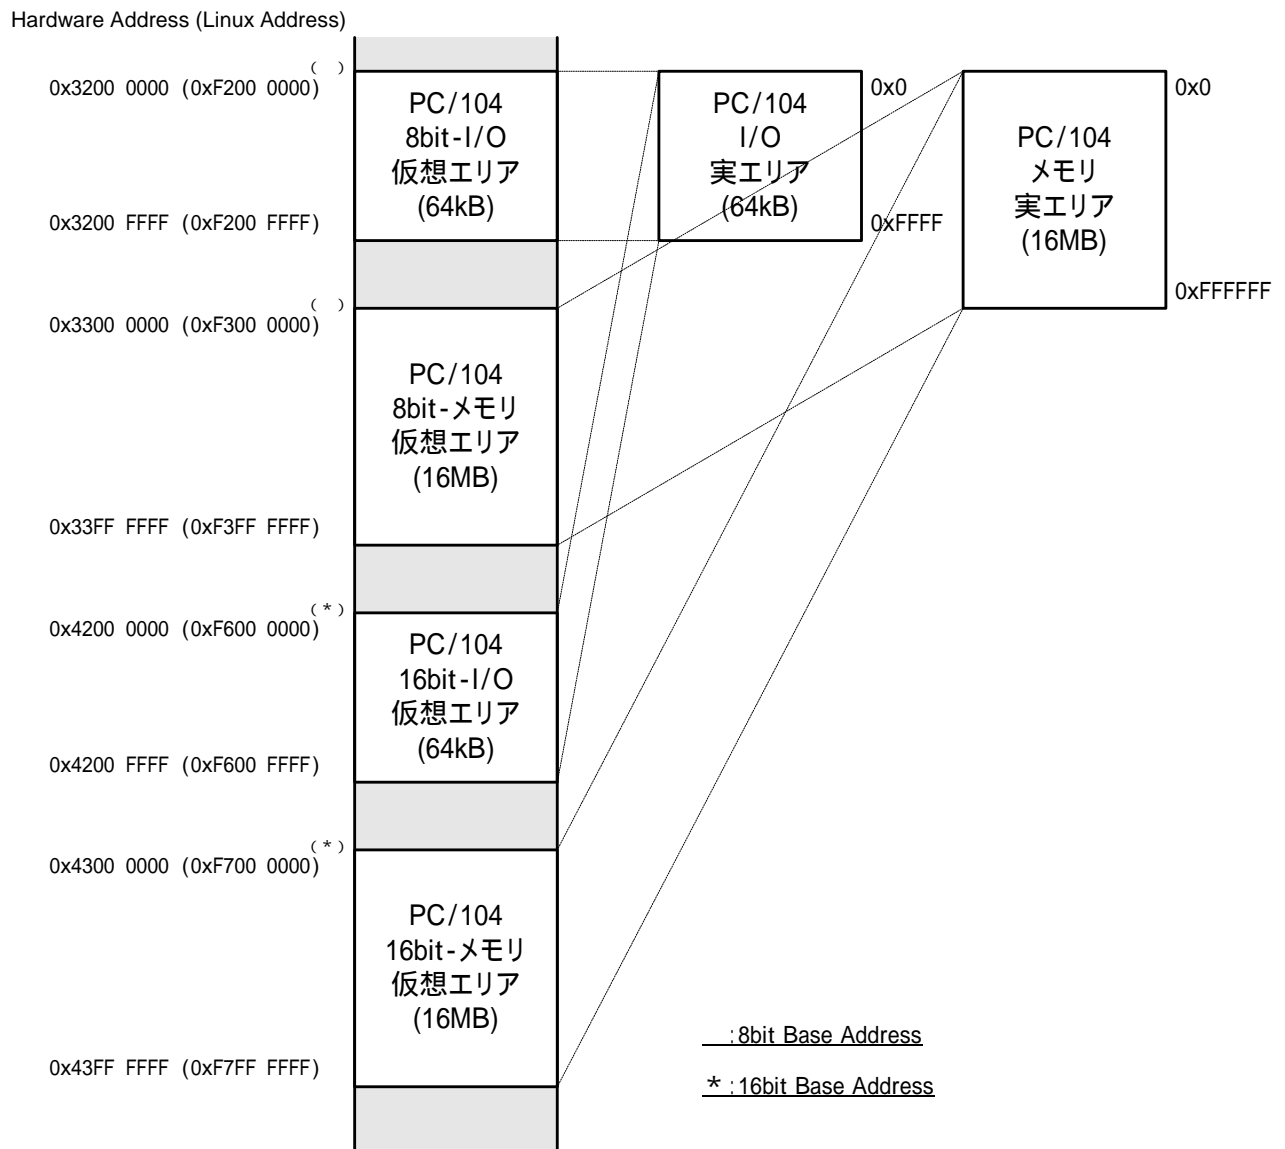 Hardware Address (Linux Address)
( )
0x3200 0000 (0xF200 0000)
PC/104
8bit-I/O
仮想エリア
(64kB)
0x3200 FFFF (0xF200 FFFF)
PC/104
I/O
実エリア
(64kB)
0x0
0xFFFF
PC/104
メモリ
実エリア
(16MB)
0x0
0xFFFFFF
( )
0x3300 0000 (0xF300 0000)
PC/104
8bit-メモリ
仮想エリア
(16MB)
0x33FF FFFF (0xF3FF FFFF)
(*)
0x4200 0000 (0xF600 0000)
PC/104
16bit-I/O
仮想エリア
(64kB)
0x4200 FFFF (0xF600 FFFF)
(*)
0x4300 0000 (0xF700 0000)
PC/104
16bit-メモリ
仮想エリア
(16MB)
0x43FF FFFF (0xF7FF FFFF)
:8bit Base Address
*:16bit Base Address